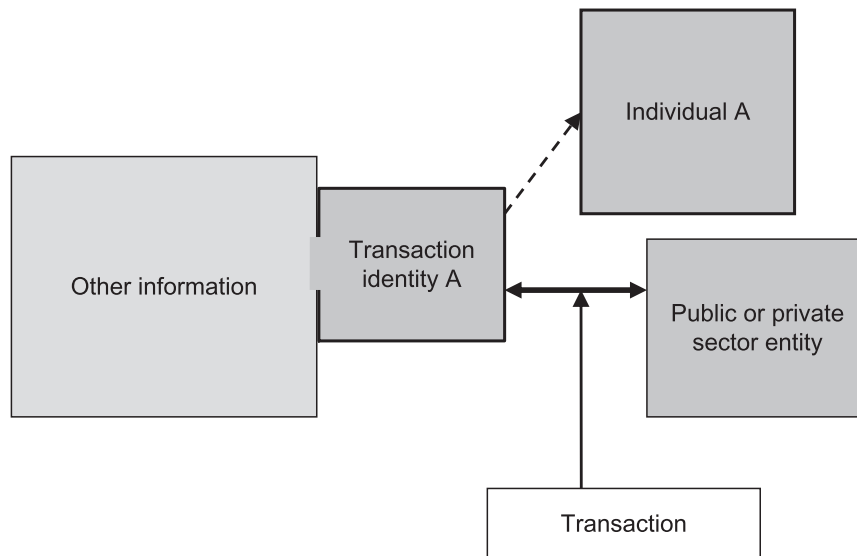 Individual A
Transaction
identity A
Other information
Public or private
sector entity
Transaction